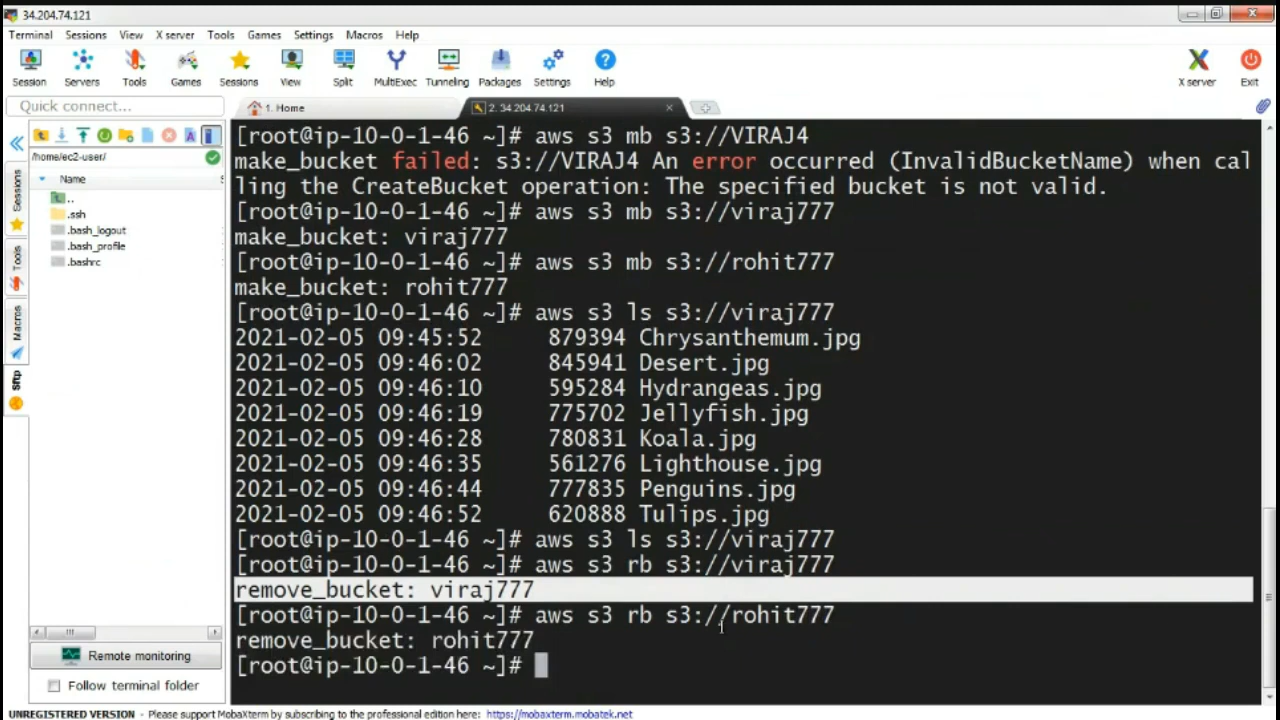 34.204.74.121
Terminal Sessions View X server Tools Games Settings Macros Help
Session Servers Tools Games Sessions View Split MultiExec Tunneling Packages Settings Help X server Exit
Quick connect...
1. Home
2. 34.204.74.121
/home/ec2-user/
Name
..
.ssh
.bash_logout
.bash_profile
.bashrc
Sessions
Tools
Macros
Sftp
[root@ip-10-0-1-46 ~]# aws s3 mb s3://VIRAJ4
make_bucket failed: s3://VIRAJ4 An error occurred (InvalidBucketName) when cal
ling the CreateBucket operation: The specified bucket is not valid.
[root@ip-10-0-1-46 ~]# aws s3 mb s3://viraj777
make_bucket: viraj777
[root@ip-10-0-1-46 ~]# aws s3 mb s3://rohit777
make_bucket: rohit777
[root@ip-10-0-1-46 ~]# aws s3 ls s3://viraj777
2021-02-05 09:45:52 879394 Chrysanthemum.jpg
2021-02-05 09:46:02 845941 Desert.jpg
2021-02-05 09:46:10 595284 Hydrangeas.jpg
2021-02-05 09:46:19 775702 Jellyfish.jpg
2021-02-05 09:46:28 780831 Koala.jpg
2021-02-05 09:46:35 561276 Lighthouse.jpg
2021-02-05 09:46:44 777835 Penguins.jpg
2021-02-05 09:46:52 620888 Tulips.jpg
[root@ip-10-0-1-46 ~]# aws s3 ls s3://viraj777
[root@ip-10-0-1-46 ~]# aws s3 rb s3://viraj777
remove_bucket: viraj777
[root@ip-10-0-1-46 ~]# aws s3 rb s3://rohit777
remove_bucket: rohit777
[root@ip-10-0-1-46 ~]#
Remote monitoring
Follow terminal folder
UNREGISTERED VERSION - Please support MobaXterm by subscribing to the professional edition here: https://mobaxterm.mobatek.net